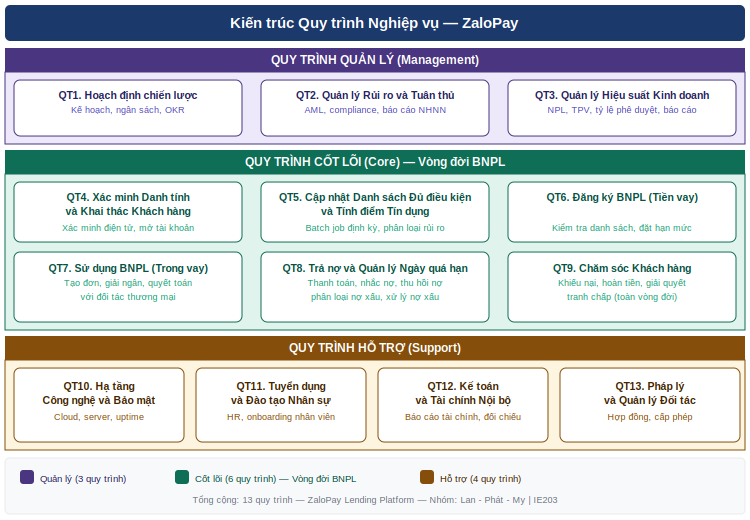 Kiến trúc Quy trình Nghiệp vụ — ZaloPay
QUY TRÌNH QUẢN LÝ (Management)
QT1. Hoạch định chiến lược
Kế hoạch, ngân sách, OKR
QT2. Quản lý Rủi ro và Tuân thủ
AML, compliance, báo cáo NHNN
QT3. Quản lý Hiệu suất Kinh doanh
NPL, TPV, tỷ lệ phê duyệt, báo cáo
QUY TRÌNH CỐT LÕI (Core) — Vòng đời BNPL
QT4. Xác minh Danh tính
và Khai thác Khách hàng
Xác minh điện tử, mở tài khoản
QT5. Cập nhật Danh sách Đủ điều kiện
và Tính điểm Tín dụng
Batch job định kỳ, phân loại rủi ro
QT6. Đăng ký BNPL (Tiền vay)
Kiểm tra danh sách, đặt hạn mức
QT7. Sử dụng BNPL (Trong vay)
Tạo đơn, giải ngân, quyết toán
với đối tác thương mại
QT8. Trả nợ và Quản lý Ngày quá hạn
Thanh toán, nhắc nợ, thu hồi nợ
phân loại nợ xấu, xử lý nợ xấu
QT9. Chăm sóc Khách hàng
Khiếu nại, hoàn tiền, giải quyết
tranh chấp (toàn vòng đời)
QUY TRÌNH HỖ TRỢ (Support)
QT10. Hạ tầng
Công nghệ và Bảo mật
Cloud, server, uptime
QT11. Tuyển dụng
và Đào tạo Nhân sự
HR, onboarding nhân viên
QT12. Kế toán
và Tài chính Nội bộ
Báo cáo tài chính, đối chiếu
QT13. Pháp lý
và Quản lý Đối tác
Hợp đồng, cấp phép
Quản lý (3 quy trình)
Cốt lõi (6 quy trình) — Vòng đời BNPL
Hỗ trợ (4 quy trình)
Tổng cộng: 13 quy trình — ZaloPay Lending Platform — Nhóm: Lan - Phát - My | IE203